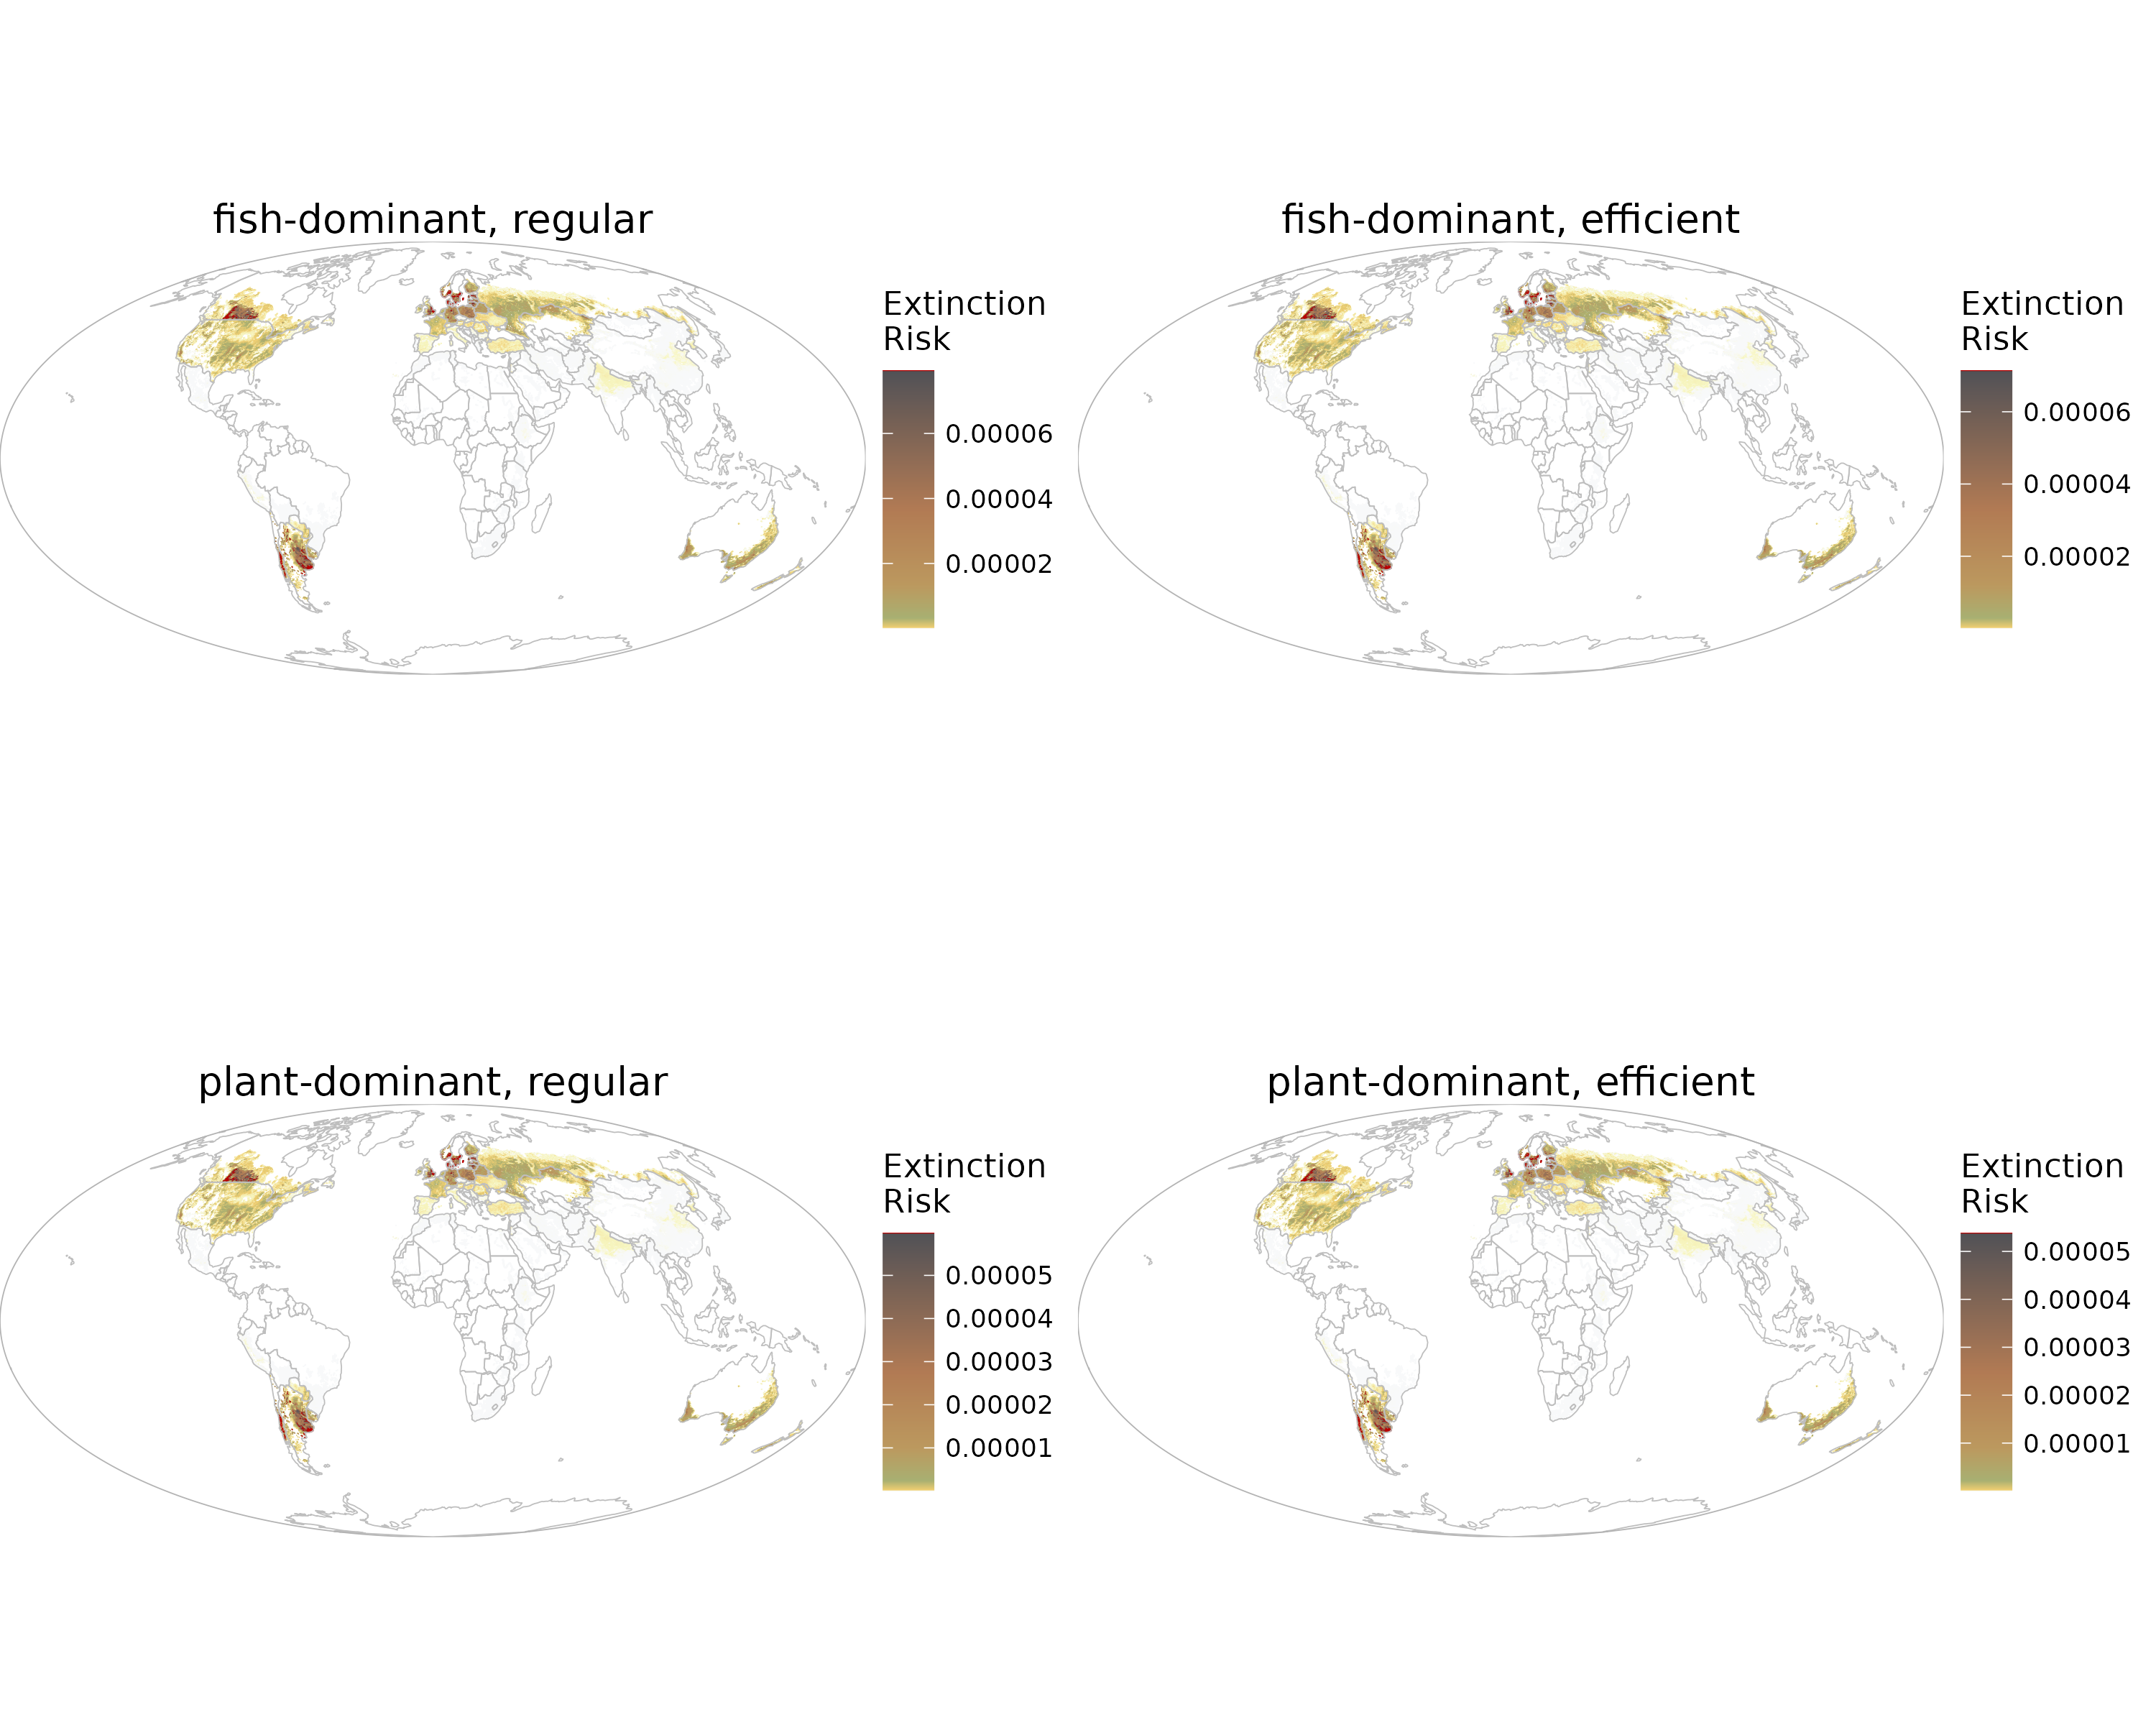 fish-dominant, regular
Extinction
Risk
0.00006
0.00004
0.00002
fish-dominant, efficient
Extinction
Risk
0.00006
0.00004
0.00002
plant-dominant, regular
Extinction
Risk
0.00005
0.00004
0.00003
0.00002
0.00001
plant-dominant, efficient
Extinction
Risk
0.00005
0.00004
0.00003
0.00002
0.00001